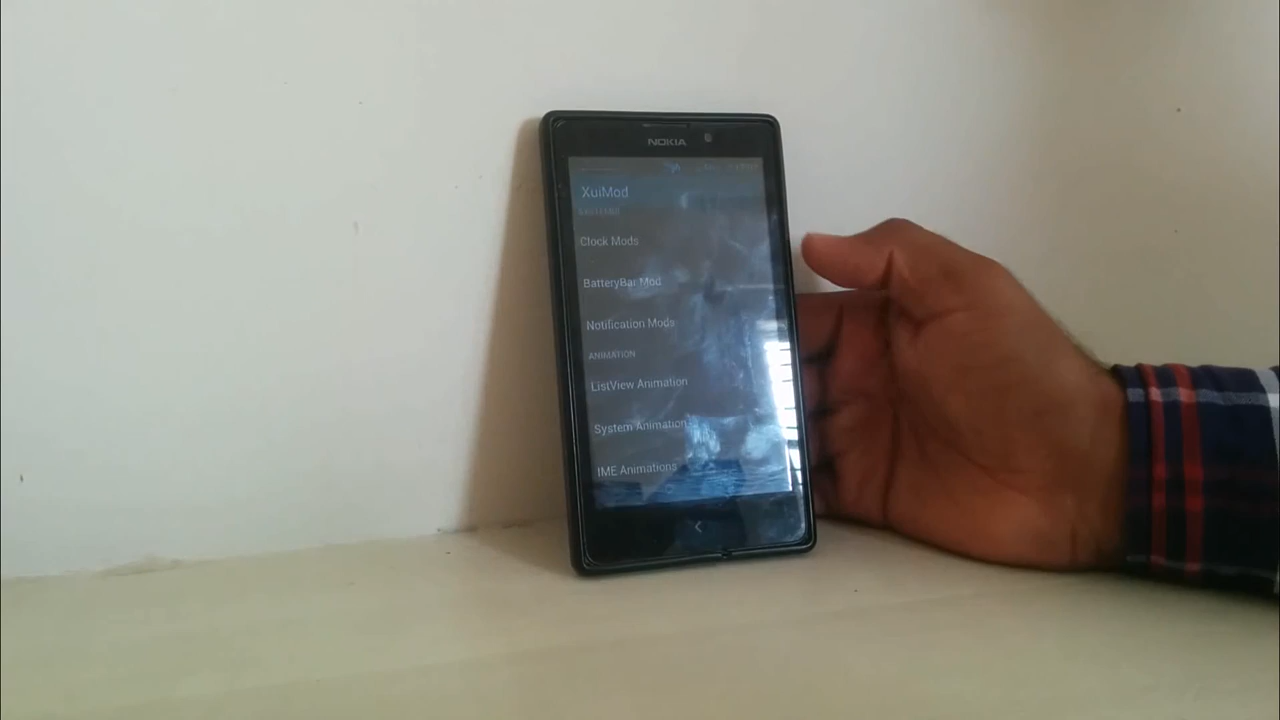 NOKIA
XuiMod
Clock Mods
BatteryBar Mod
Notification Mods
ANIMATION
ListView Animation
System Animation
IME Animations